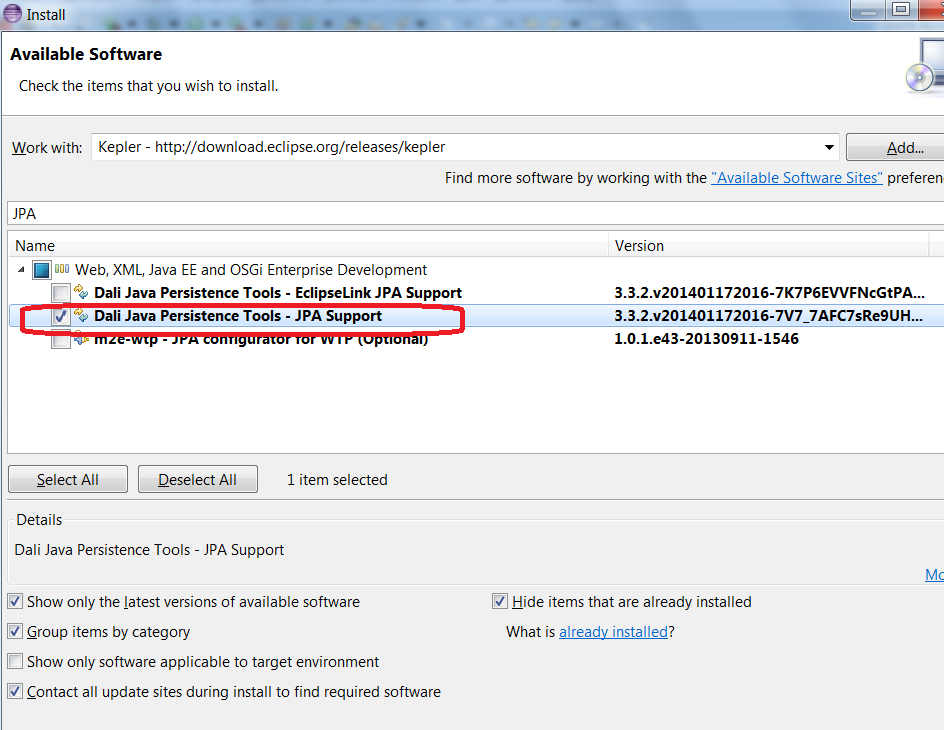 Install
Available Software
Check the items that you wish to install.
Work with: Kepler - http://download.eclipse.org/releases/kepler Add...
Find more software by working with the "Available Software Sites" preferen
JPA
Name Version
Web, XML, Java EE and OSGi Enterprise Development
Dali Java Persistence Tools - EclipseLink JPA Support 3.3.2.v201401172016-7K7P6EVVFNcGtPA...
Dali Java Persistence Tools - JPA Support 3.3.2.v201401172016-7V7_7AFC7sRe9UH...
m2e-wtp - JPA configurator for WTP (Optional) 1.0.1.e43-20130911-1546
Select All Deselect All 1 item selected
Details
Dali Java Persistence Tools - JPA Support
Mo
Show only the latest versions of available software Hide items that are already installed
Group items by category What is already installed?
Show only software applicable to target environment
Contact all update sites during install to find required software